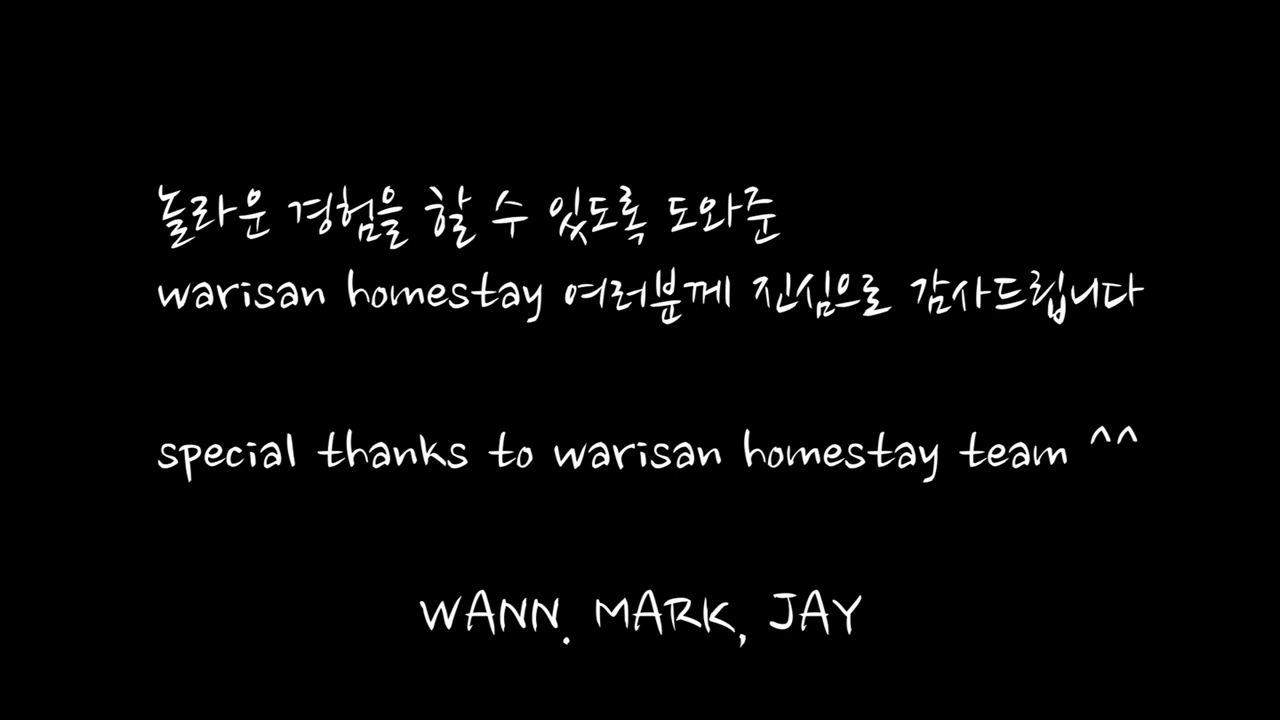 놀라운 경험을 할 수 있도록 도와준
warisan homestay 여러분께 진심으로 감사드립니다
special thanks to warisan homestay team ^^
WANN. MARK, JAY